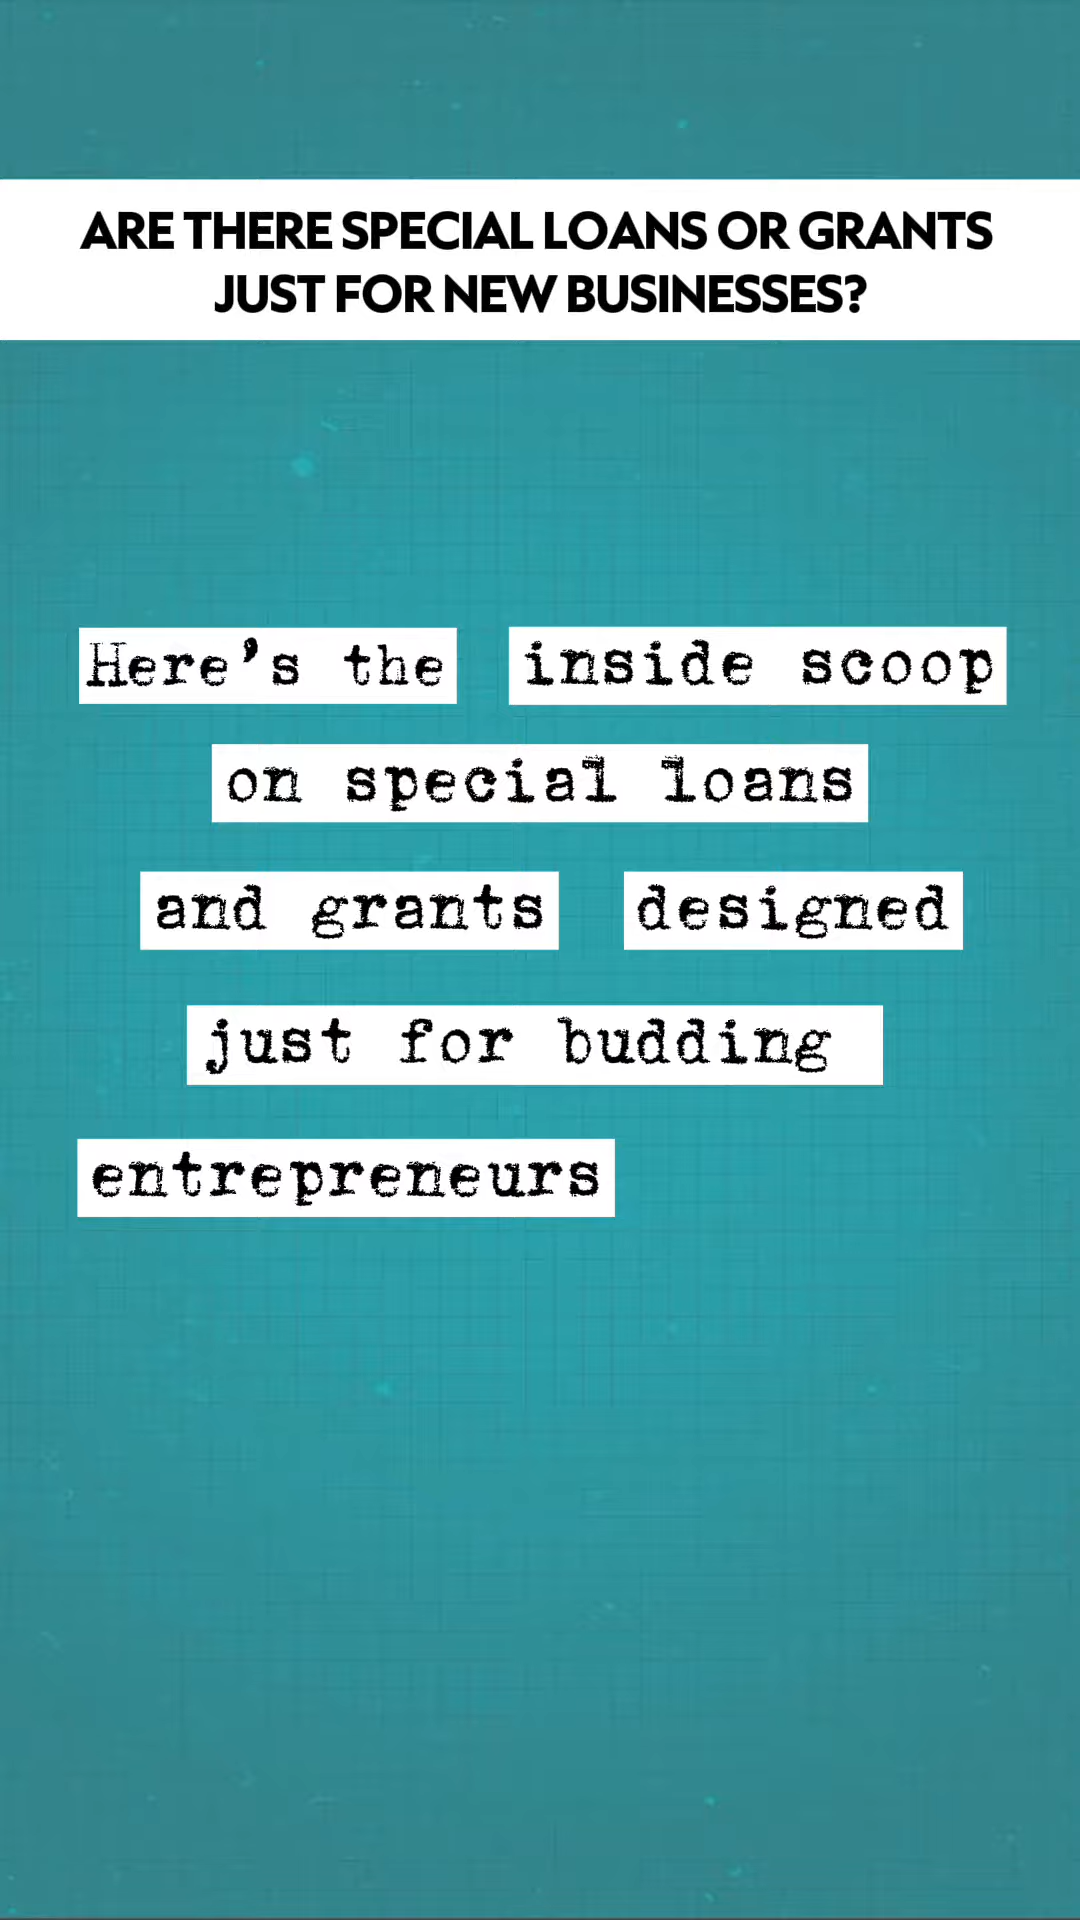 ARE THERE SPECIAL LOANS OR GRANTS
JUST FOR NEW BUSINESSES?
Here's the inside scoop
on special loans
and grants designed
just for budding
entrepreneurs